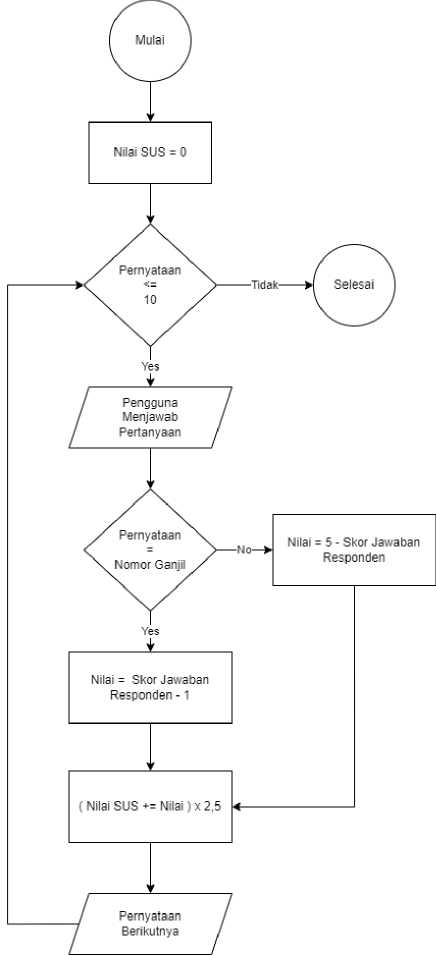 Mulai
Nilai SUS = 0
Pernyataan
<=
10
Tidak
Selesai
Yes
Pengguna
Menjawab
Pertanyaan
Pernyataan
=
Nomor Ganjil
No
Nilai = 5 - Skor Jawaban
Responden
Yes
Nilai = Skor Jawaban
Responden - 1
( Nilai SUS += Nilai ) x 2,5
Pernyataan
Berikutnya